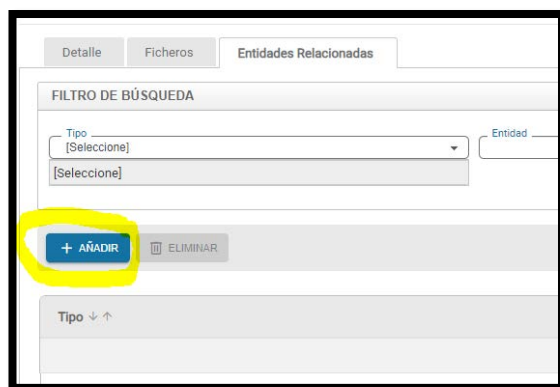 Detalle Ficheros Entidades Relacionadas
FILTRO DE BÚSQUEDA
Tipo Entidad
[Seleccione]
[Seleccione]
+ AÑADIR ELIMINAR
Tipo ↓ ↑